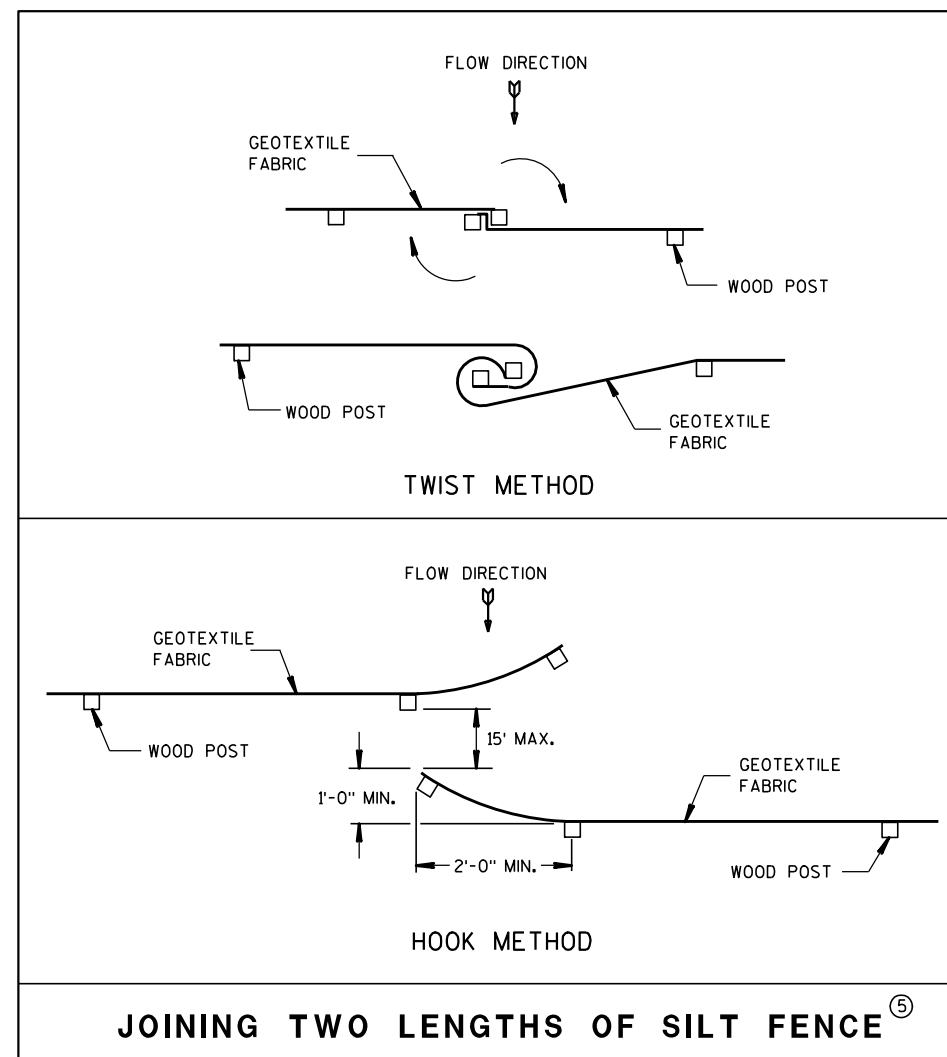 FLOW DIRECTION
GEOTEXTILE
FABRIC
WOOD POST
WOOD POST
GEOTEXTILE
FABRIC
TWIST METHOD
FLOW DIRECTION
GEOTEXTILE
FABRIC
WOOD POST
15' MAX.
GEOTEXTILE
FABRIC
1'-0" MIN.
2'-0" MIN.
WOOD POST
HOOK METHOD
JOINING TWO LENGTHS OF SILT FENCE ⑤